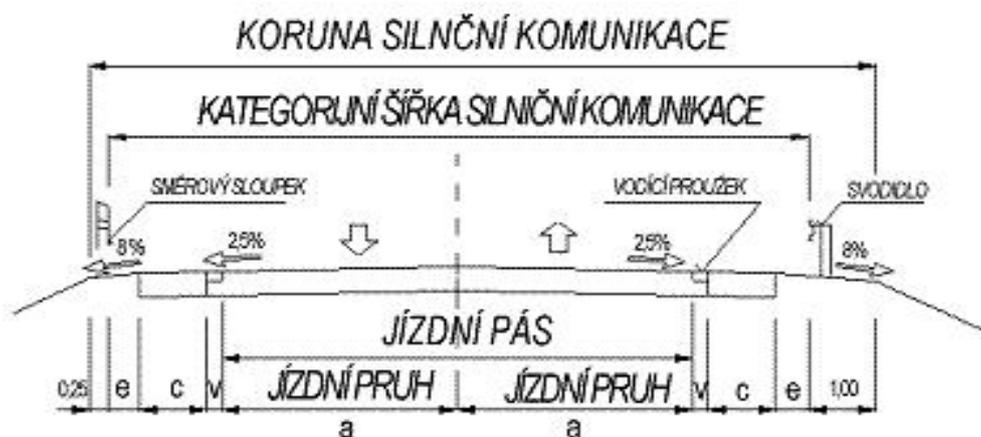 KORUNA SILNČNÍ KOMUNIKACE
KATEGORIJNÍ ŠÍŘKA SILNIČNÍ KOMUNIKACE
SMĚROVÝ SLOUPEK
VODÍCÍ PROUŽEK
SVODIDLO
8%
2,5%
2,5%
8%
JÍZDNÍ PÁS
0,25 e c v JÍZDNÍ PRUH JÍZDNÍ PRUH v c e 1,00
a a